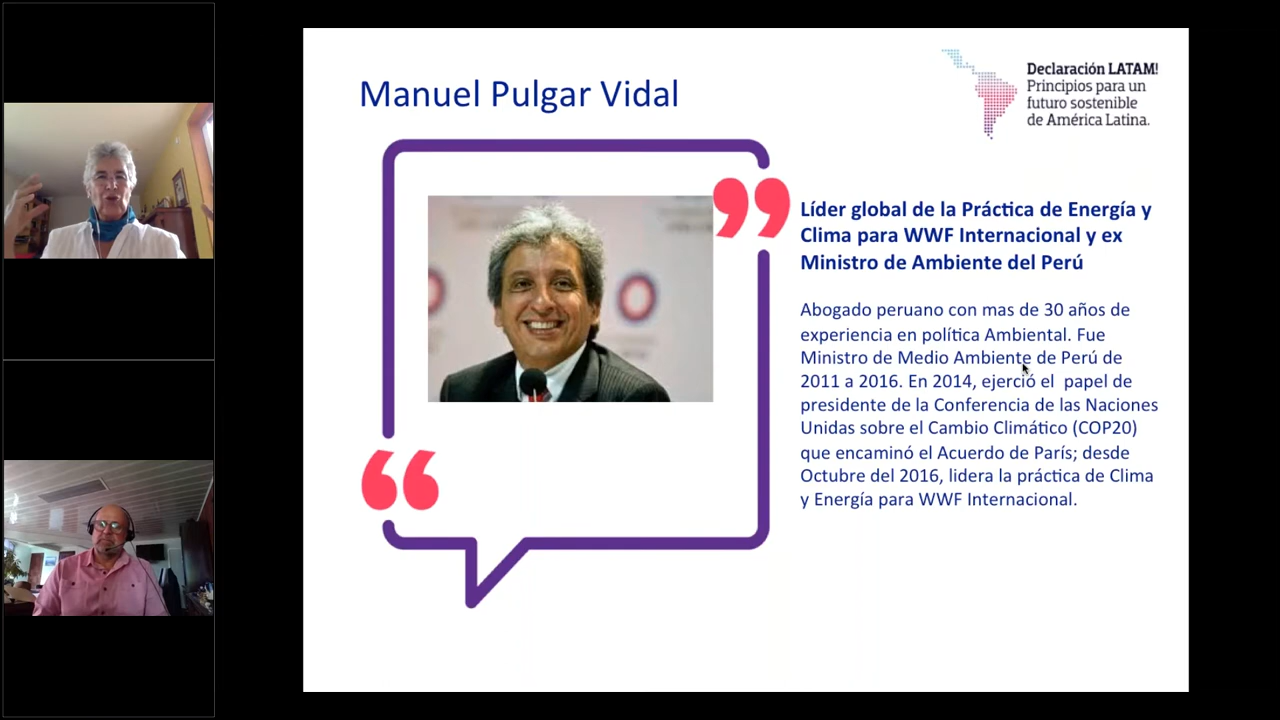 Manuel Pulgar Vidal
Declaración LATAM!
Principios para un
futuro sostenible
de América Latina.
Líder global de la Práctica de Energía y
Clima para WWF Internacional y ex
Ministro de Ambiente del Perú
Abogado peruano con mas de 30 años de
experiencia en política Ambiental. Fue
Ministro de Medio Ambiente de Perú de
2011 a 2016. En 2014, ejerció el  papel de
presidente de la Conferencia de las Naciones
Unidas sobre el Cambio Climático (COP20)
que encaminó el Acuerdo de París; desde
Octubre del 2016, lidera la práctica de Clima
y Energía para WWF Internacional.